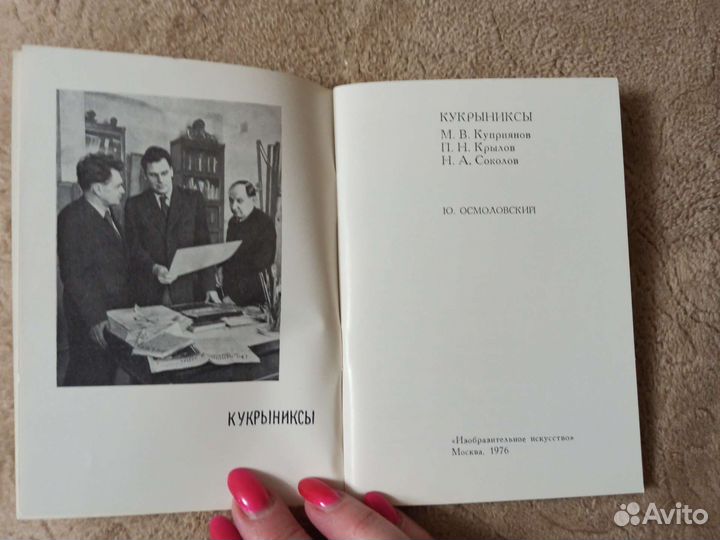 КУКРЫНИКСЫ
КУКРЫНИКСЫ
М. В. Куприянов
П. Н. Крылов
Н. А. Соколов
Ю. ОСМОЛОВСКИЙ
«Изобразительное искусство»
Москва, 1976
Avito